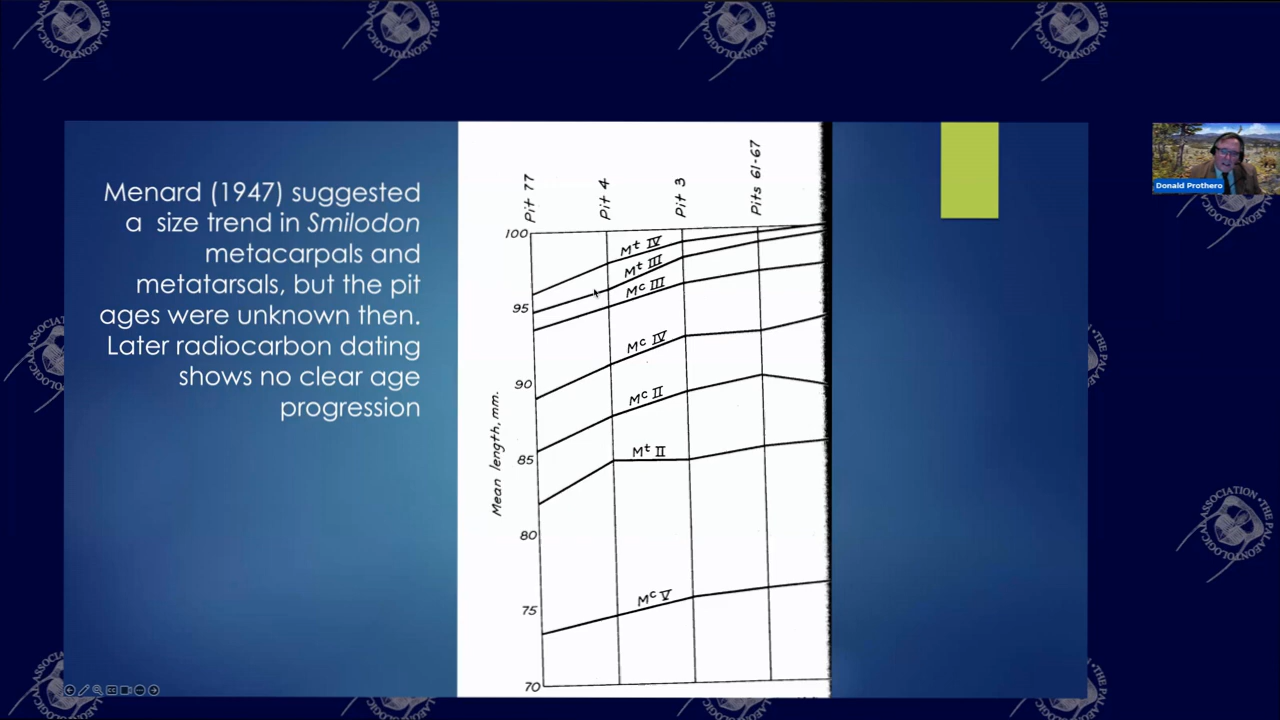 Menard (1947) suggested
a size trend in Smilodon
metacarpals and
metatarsals, but the pit
ages were unknown then.
Later radiocarbon dating
shows no clear age
progression
Pit 77
Pit 4
Pit 3
Pits 61-67
100
95
90
85
80
75
70
Mean length, mm.
Mt IV
Mt III
Mc III
Mc IV
Mc II
Mt II
Mc V
Donald Prothero
THE PALAEONTOLOGICAL ASSOCIATION